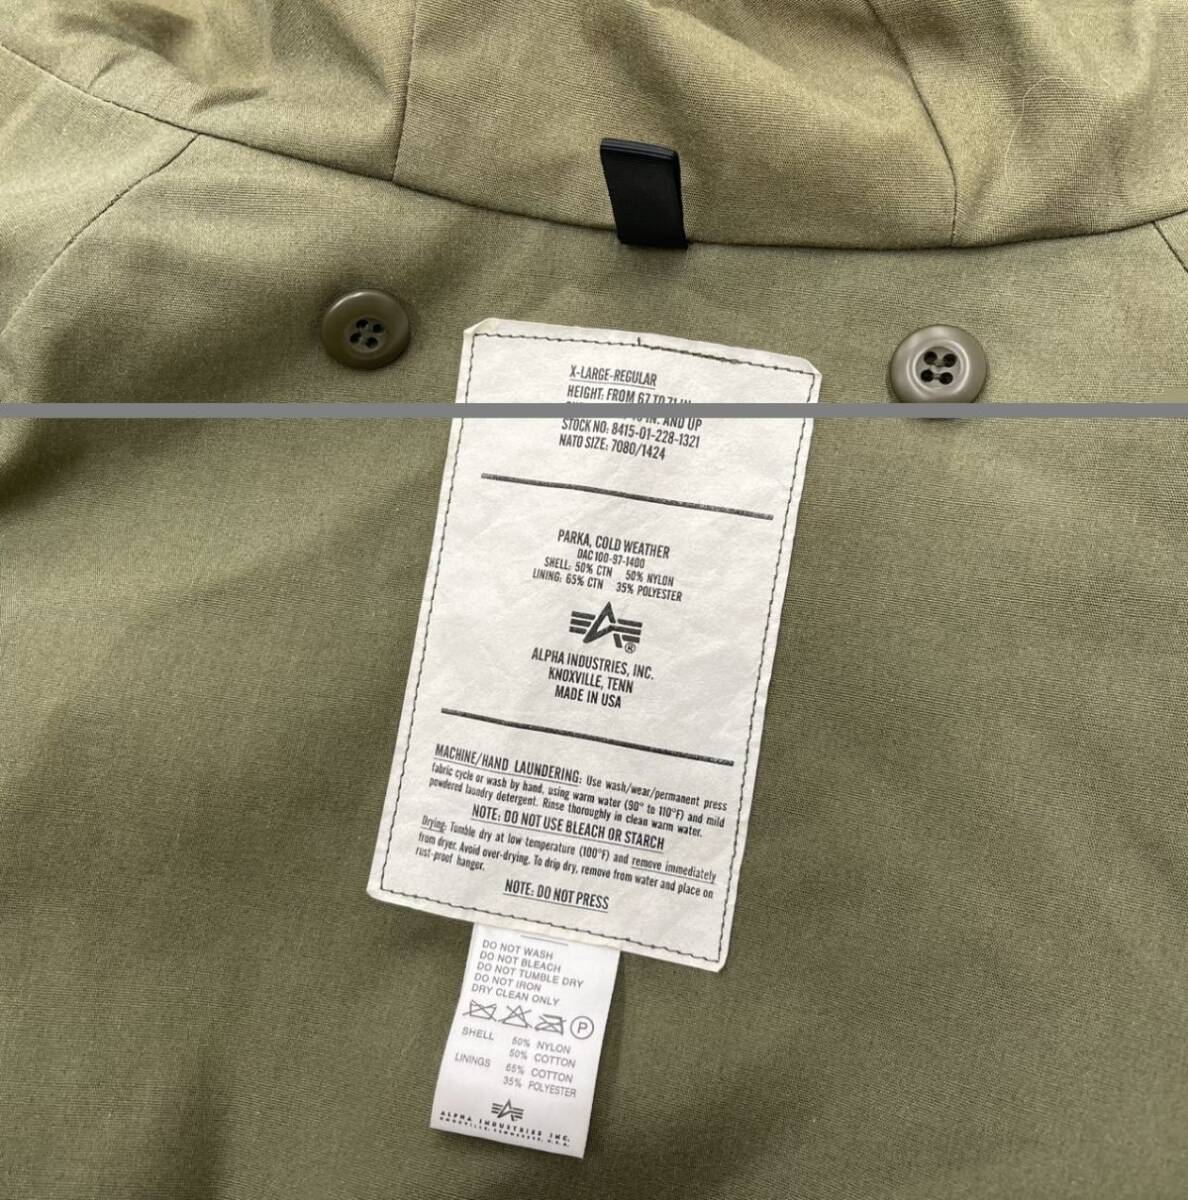 X-LARGE-REGULAR
HEIGHT: FROM 67 TO 71 IN.
IN. AND UP
STOCK NO: 8415-01-228-1321
NATO SIZE: 7080/1424
PARKA, COLD WEATHER
DAC100-97-1400
SHELL: 50% CTN 50% NYLON
LINING: 65% CTN 35% POLYESTER
®
ALPHA INDUSTRIES, INC.
KNOXVILLE, TENN
MADE IN USA
MACHINE/HAND LAUNDERING: Use wash/wear/permanent press
fabric cycle or wash by hand, using warm water (90° to 110°F) and mild
powdered laundry detergent. Rinse thoroughly in clean warm water.
NOTE: DO NOT USE BLEACH OR STARCH
Drying: Tumble dry at low temperature (100°F) and remove immediately
from dryer. Avoid over-drying. To drip dry, remove from water and place on
rust-proof hanger.
NOTE: DO NOT PRESS
DO NOT WASH
DO NOT BLEACH
DO NOT TUMBLE DRY
DO NOT IRON
DRY CLEAN ONLY
P
SHELL 50% NYLON
50% COTTON
LININGS 65% COTTON
35% POLYESTER
ALPHA INDUSTRIES INC.
KNOXVILLE, TENNESSEE, U.S.A.